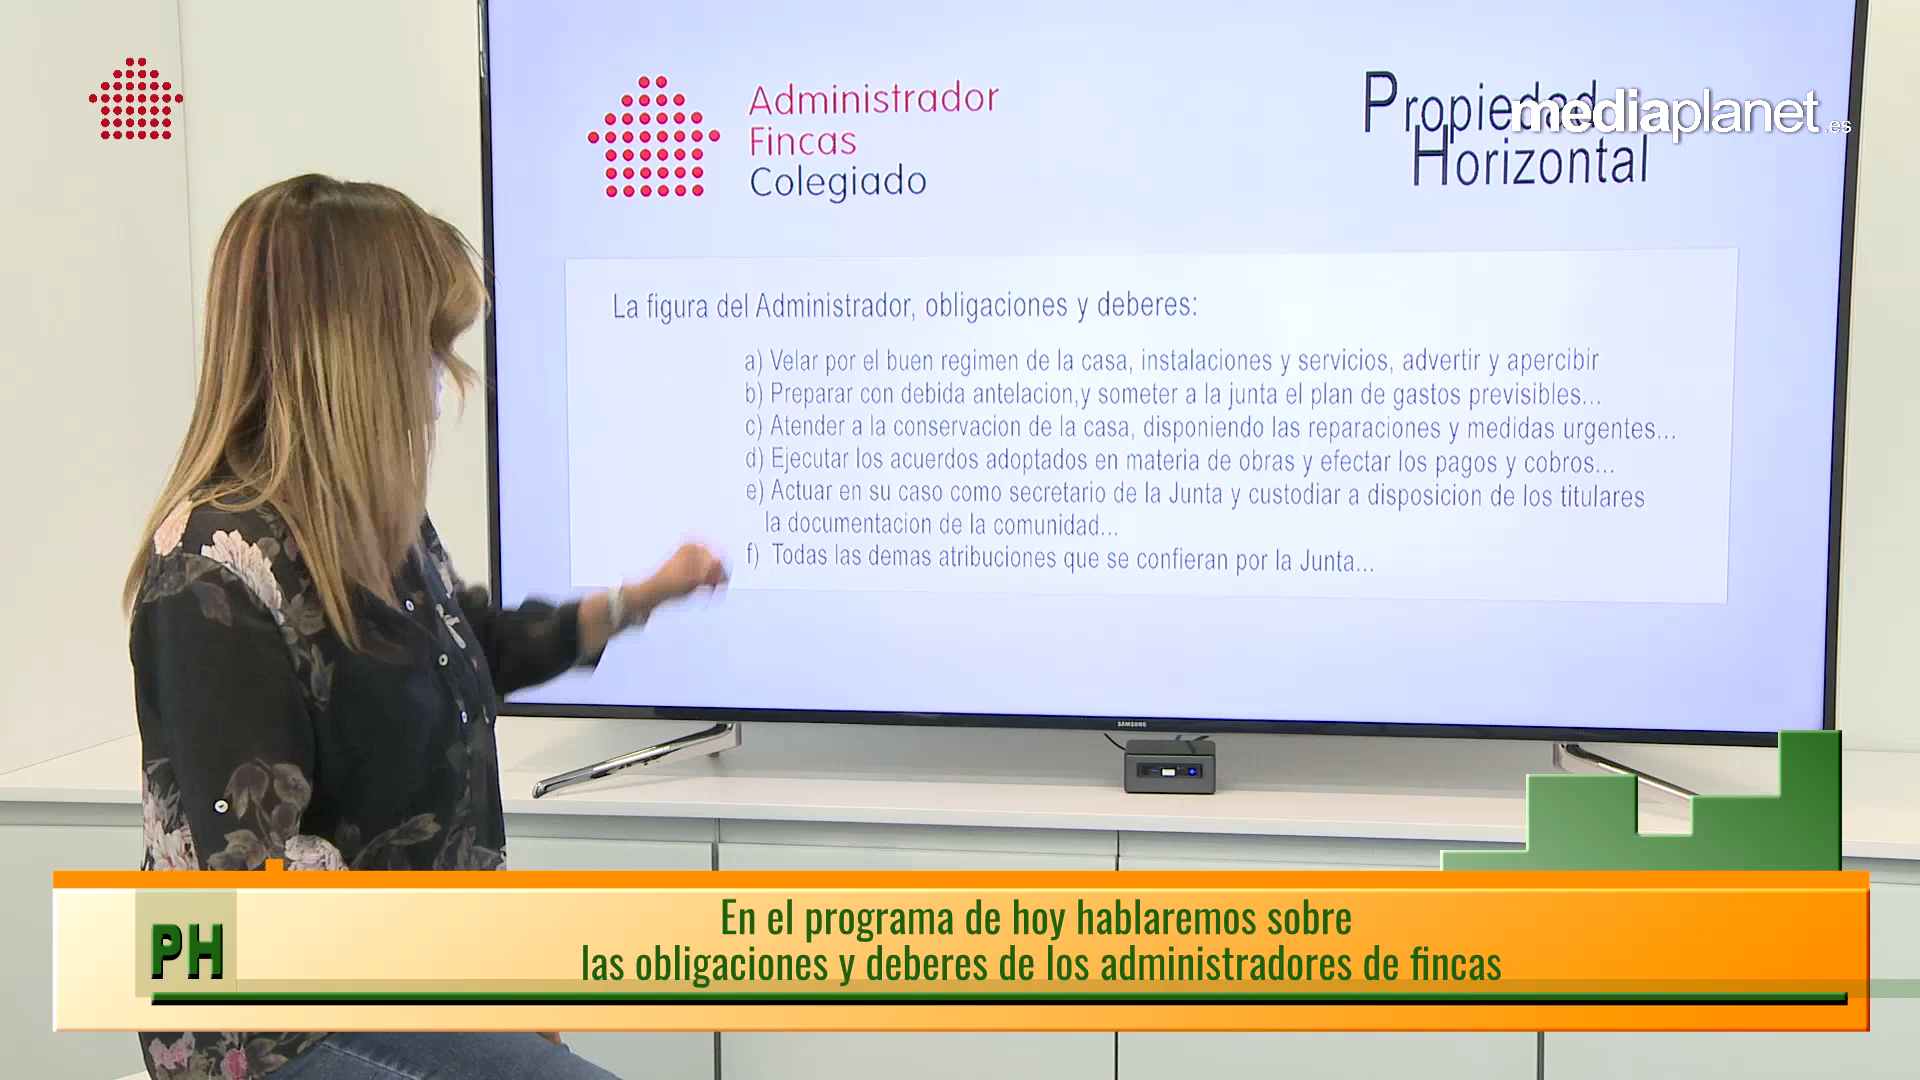 Administrador
Fincas
Colegiado
Propiedad
Horizontal
mediaplanet.es
La figura del Administrador, obligaciones y deberes:
a) Velar por el buen regimen de la casa, instalaciones y servicios, advertir y apercibir
b) Preparar con debida antelacion,y someter a la junta el plan de gastos previsibles...
c) Atender a la conservacion de la casa, disponiendo las reparaciones y medidas urgentes...
d) Ejecutar los acuerdos adoptados en materia de obras y efectar los pagos y cobros...
e) Actuar en su caso como secretario de la Junta y custodiar a disposicion de los titulares
la documentacion de la comunidad...
f) Todas las demas atribuciones que se confieran por la Junta...
SAMSUNG
PH
En el programa de hoy hablaremos sobre
las obligaciones y deberes de los administradores de fincas